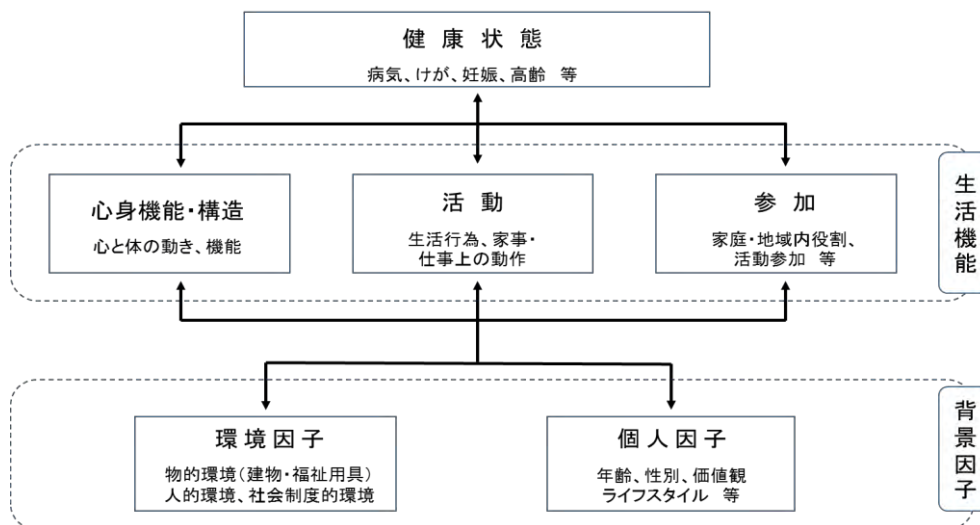 健康状態
病気、けが、妊娠、高齢 等
心身機能・構造
心と体の動き、機能
活動
生活行為、家事・
仕事上の動作
参加
家庭・地域内役割、
活動参加 等
生活機能
環境因子
物的環境(建物・福祉用具)
人的環境、社会制度的環境
個人因子
年齢、性別、価値観
ライフスタイル 等
背景因子